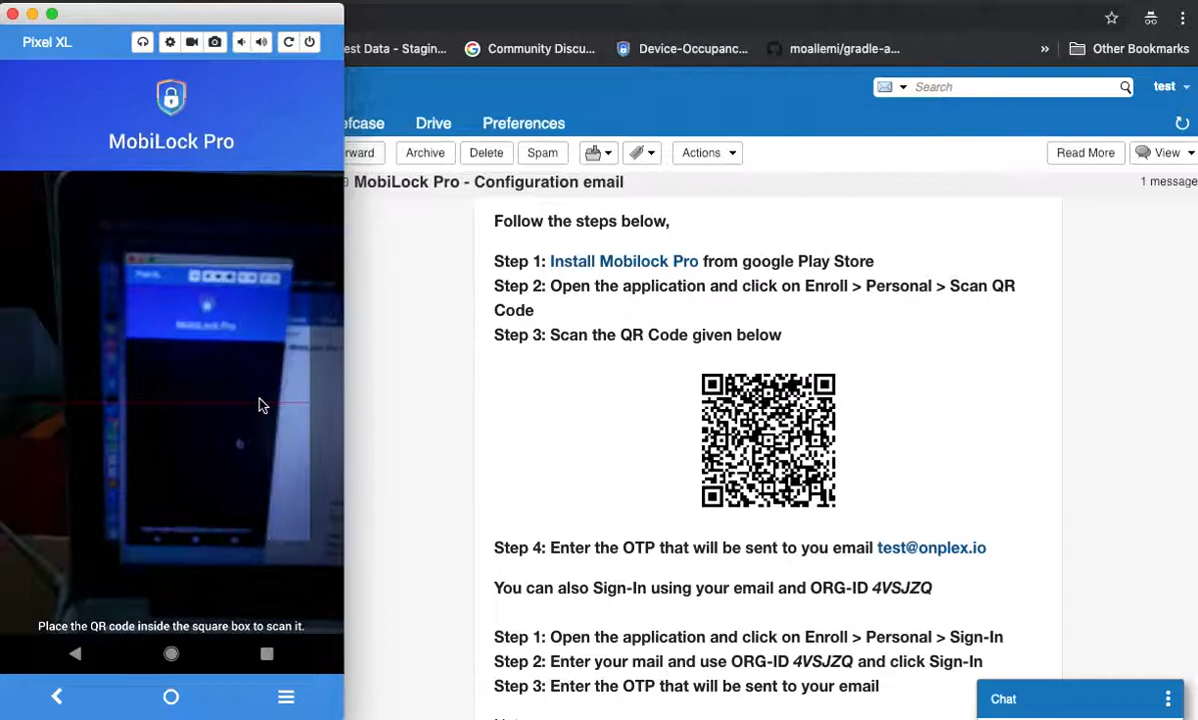 Pixel XL
MobiLock Pro
MobiLock Pro
Place the QR code inside the square box to scan it.
est Data - Stagin...
Community Discu...
Device-Occupanc...
moallemi/gradle-a...
»
Other Bookmarks
Search
test
efcase
Drive
Preferences
rward
Archive
Delete
Spam
Actions
Read More
View
MobiLock Pro - Configuration email
1 message
Follow the steps below,
Step 1: Install Mobilock Pro from google Play Store
Step 2: Open the application and click on Enroll > Personal > Scan QR
Code
Step 3: Scan the QR Code given below
Step 4: Enter the OTP that will be sent to you email test@onplex.io
You can also Sign-In using your email and ORG-ID 4VSJZQ
Step 1: Open the application and click on Enroll > Personal > Sign-In
Step 2: Enter your mail and use ORG-ID 4VSJZQ and click Sign-In
Step 3: Enter the OTP that will be sent to your email
Chat